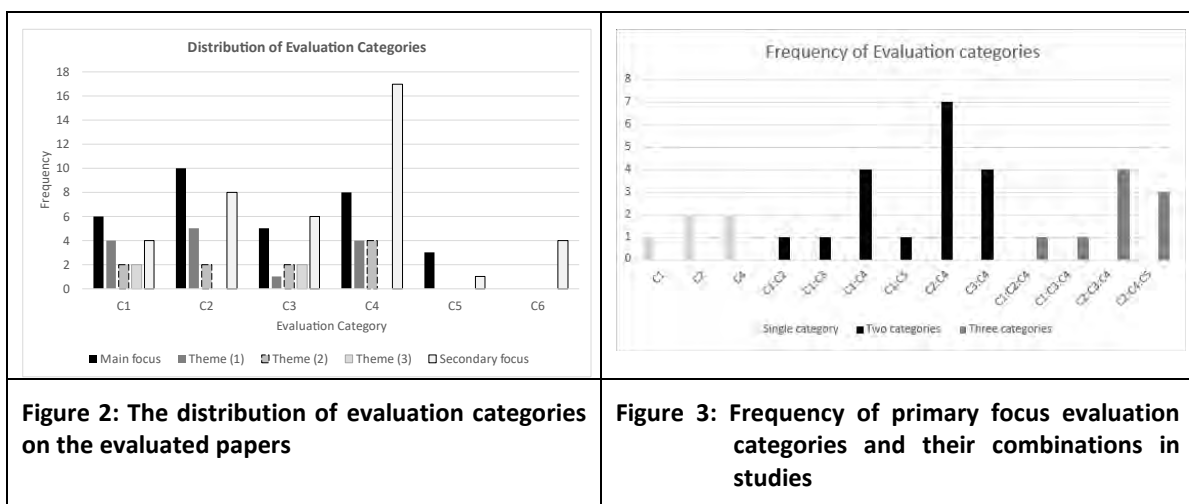 Distribution of Evaluation Categories
18
16
14
12
10
8
6
4
2
0
Frequency
C1 C2 C3 C4 C5 C6
Evaluation Category
Main focus Theme (1) Theme (2) Theme (3) Secondary focus
Frequency of Evaluation categories
8
7
6
5
4
3
2
1
0
C1 C2 C4 C1:C2 C1:C3 C1:C4 C1:C5 C2:C4 C3:C4 C1:C2:C4 C1:C3:C4 C2:C3:C4 C2:C4:C5
Single category Two categories Three categories
Figure 2: The distribution of evaluation categories
on the evaluated papers
Figure 3: Frequency of primary focus evaluation
categories and their combinations in
studies